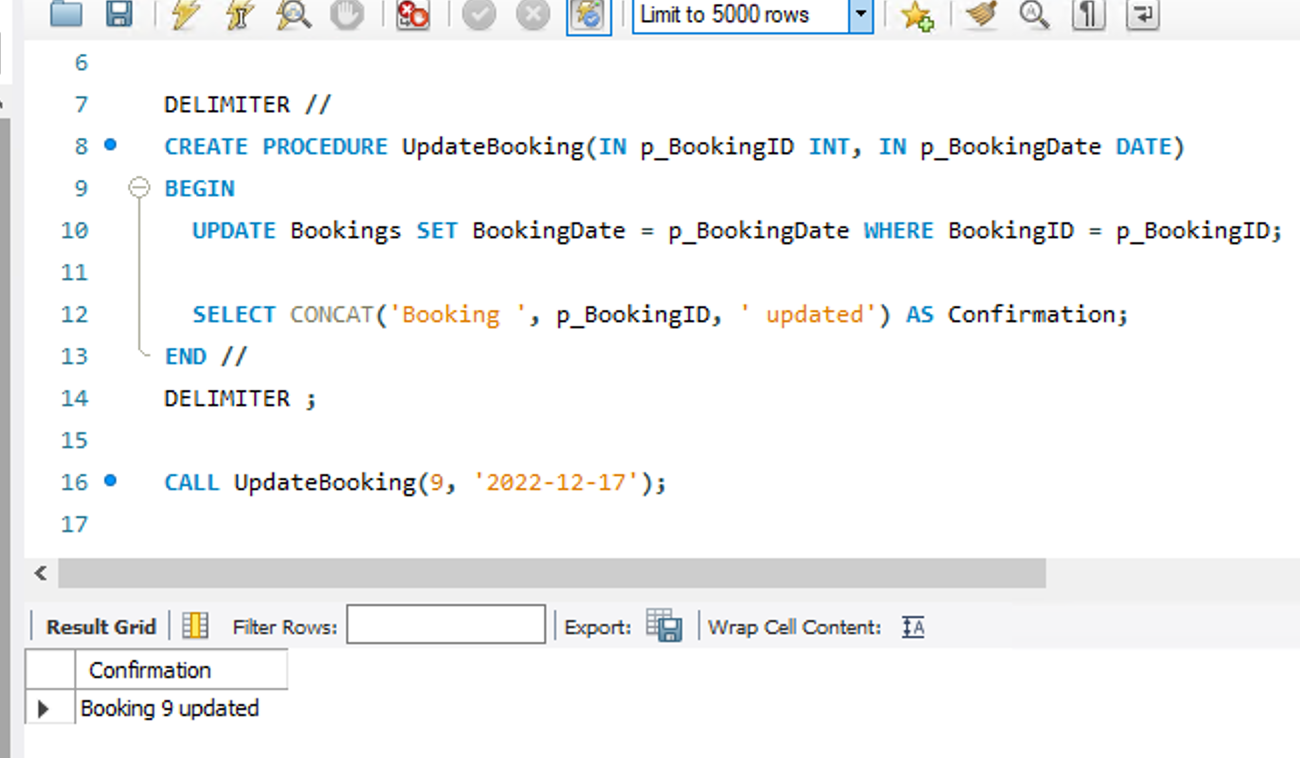 Limit to 5000 rows
6
7 DELIMITER //
8 CREATE PROCEDURE UpdateBooking(IN p_BookingID INT, IN p_BookingDate DATE)
9 BEGIN
10 UPDATE Bookings SET BookingDate = p_BookingDate WHERE BookingID = p_BookingID;
11
12 SELECT CONCAT('Booking ', p_BookingID, ' updated') AS Confirmation;
13 END //
14 DELIMITER ;
15
16 CALL UpdateBooking(9, '2022-12-17');
17
Result Grid Filter Rows: Export: Wrap Cell Content: IA
Confirmation
Booking 9 updated